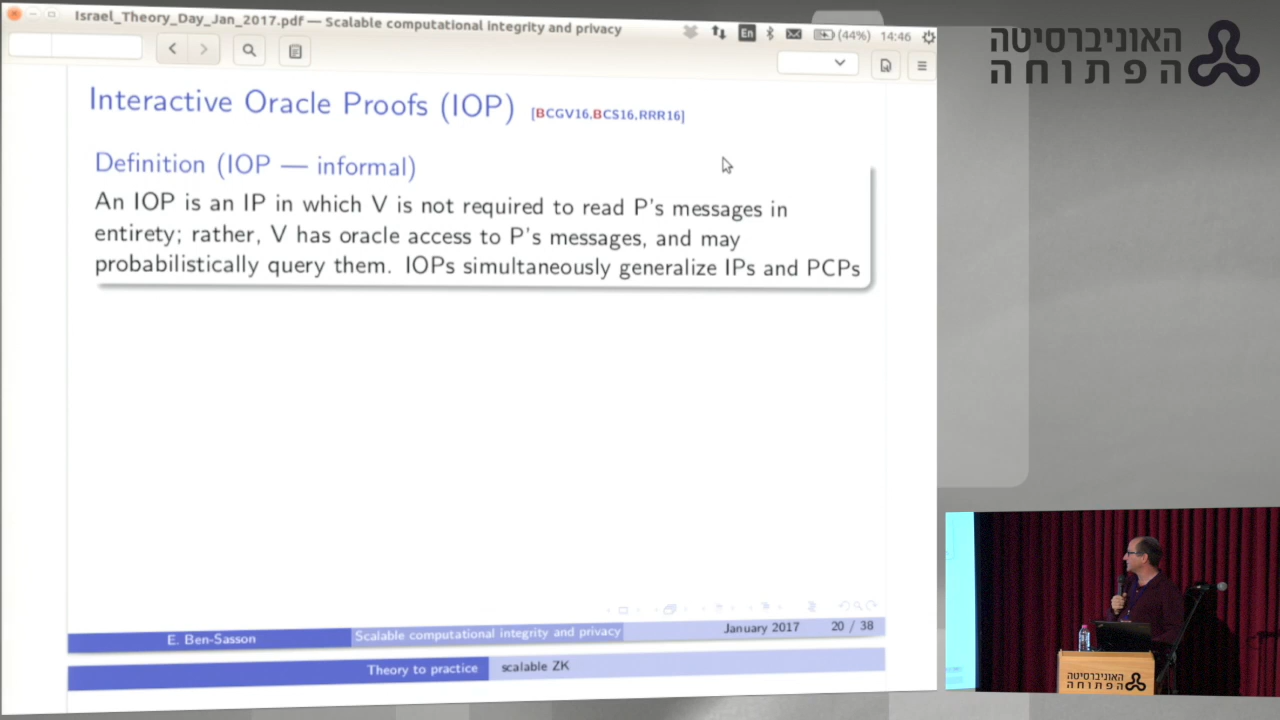 Israel_Theory_Day_Jan_2017.pdf — Scalable computational integrity and privacy
En
(44%) 14:46
האוניברסיטה
הפתוחה
Interactive Oracle Proofs (IOP) [BCGV16,BCS16,RRR16]
Definition (IOP — informal)
An IOP is an IP in which V is not required to read P's messages in
entirety; rather, V has oracle access to P's messages, and may
probabilistically query them. IOPs simultaneously generalize IPs and PCPs
E. Ben-Sasson Scalable computational integrity and privacy January 2017 20 / 38
Theory to practice scalable ZK
האוניברסיטה
הפתוחה